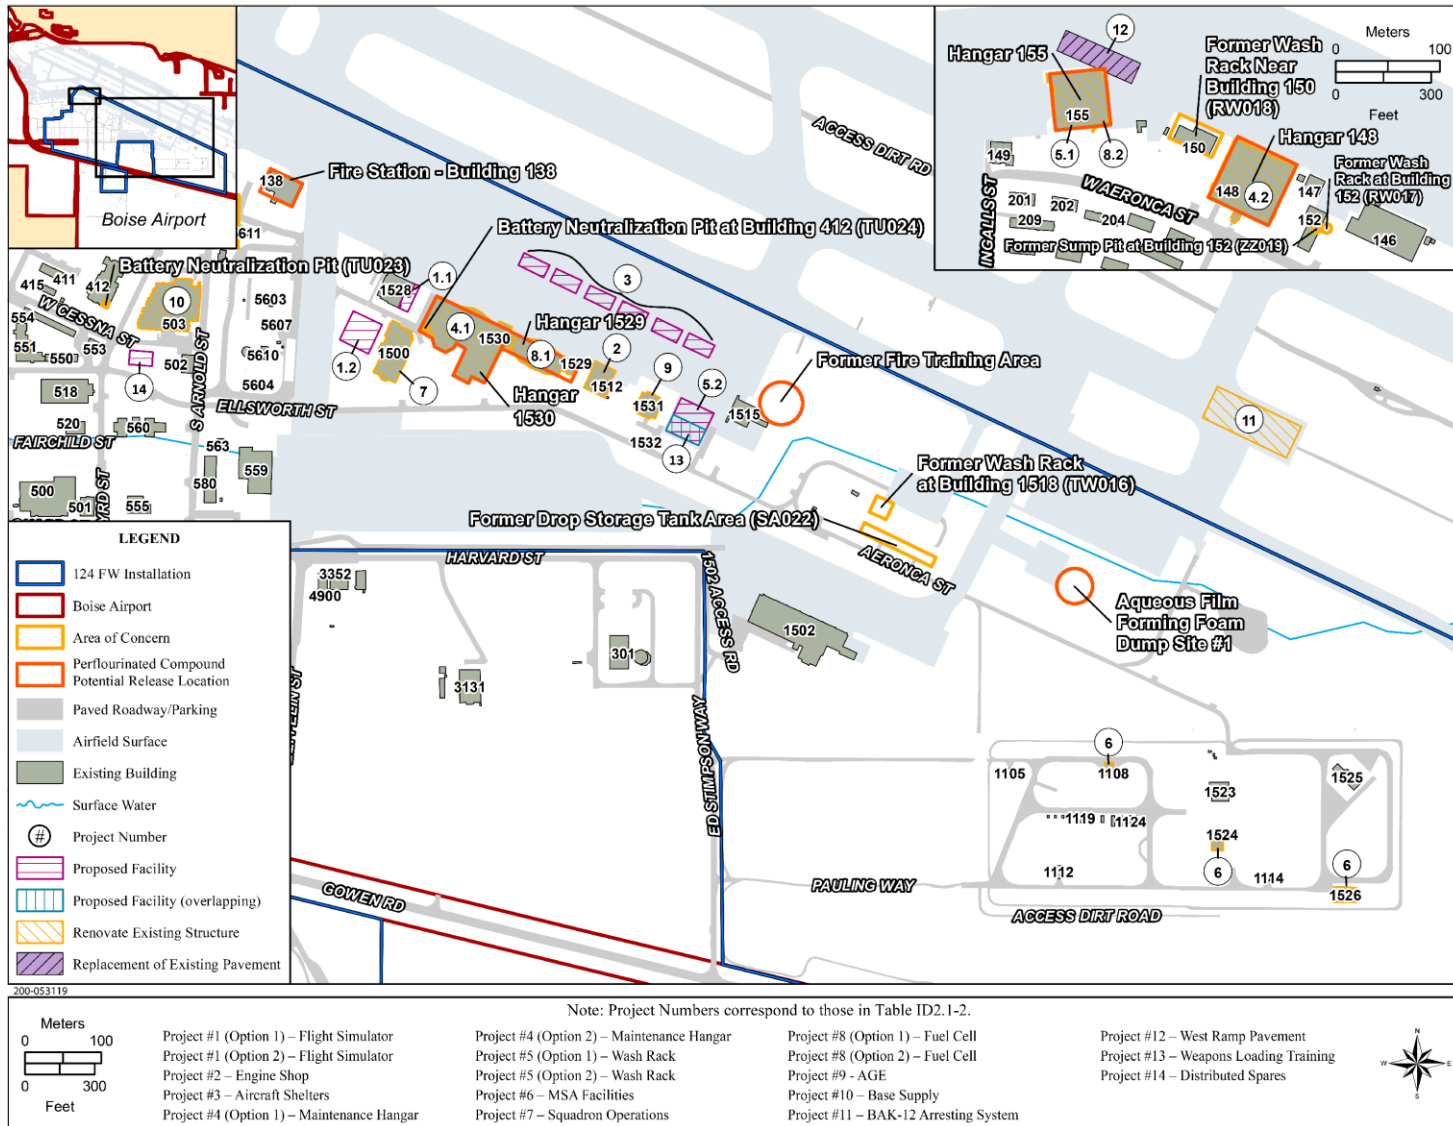 Boise Airport
Hangar 155
12
Former Wash
Rack Near
Building 150
(RW018)
Meters
0 100
0 300
Feet
155
5.1
8.2
150
Hangar 148
149
148
4.2
147
Former Wash
Rack at Building
152 (RW017)
152
146
201
202
209
204
W AERONCA ST
INGALLS ST
Former Sump Pit at Building 152 (ZZ019)
ACCESS DIRT RD
138
Fire Station - Building 138
Battery Neutralization Pit at Building 412 (TU024)
Battery Neutralization Pit (TU023)
1.1
3
415
411
412
10
503
5603
5607
1528
W CESSNA ST
554
551
550
553
502
5610
5604
S ARNOLD ST
1.2
1500
4.1
1530
Hangar 1529
8.1
1529
2
1512
9
1531
5.2
1515
Former Fire Training Area
11
14
518
7
Hangar
1530
ELLSWORTH ST
520
560
FAIRCHILD ST
563
559
580
1532
13
500
501
555
Former Wash Rack
at Building 1518 (TW016)
Former Drop Storage Tank Area (SA022)
AERONCA ST
HARVARD ST
1502 ACCESS RD
3352
4900
301
3131
1502
Aqueous Film
Forming Foam
Dump Site #1
ED STIMPSON WAY
6
1105
1108
1523
1525
1119
1124
1524
6
1112
1114
6
1526
PAULING WAY
ACCESS DIRT ROAD
GOWEN RD
LEGEND
124 FW Installation
Boise Airport
Area of Concern
Perflourinated Compound
Potential Release Location
Paved Roadway/Parking
Airfield Surface
Existing Building
Surface Water
# Project Number
Proposed Facility
Proposed Facility (overlapping)
Renovate Existing Structure
Replacement of Existing Pavement
200-053119
Note: Project Numbers correspond to those in Table ID2.1-2.
Meters
0 100
0 300
Feet
Project #1 (Option 1) – Flight Simulator
Project #1 (Option 2) – Flight Simulator
Project #2 – Engine Shop
Project #3 – Aircraft Shelters
Project #4 (Option 1) – Maintenance Hangar
Project #4 (Option 2) – Maintenance Hangar
Project #5 (Option 1) – Wash Rack
Project #5 (Option 2) – Wash Rack
Project #6 – MSA Facilities
Project #7 – Squadron Operations
Project #8 (Option 1) – Fuel Cell
Project #8 (Option 2) – Fuel Cell
Project #9 - AGE
Project #10 – Base Supply
Project #11 – BAK-12 Arresting System
Project #12 – West Ramp Pavement
Project #13 – Weapons Loading Training
Project #14 – Distributed Spares
N
W E
S